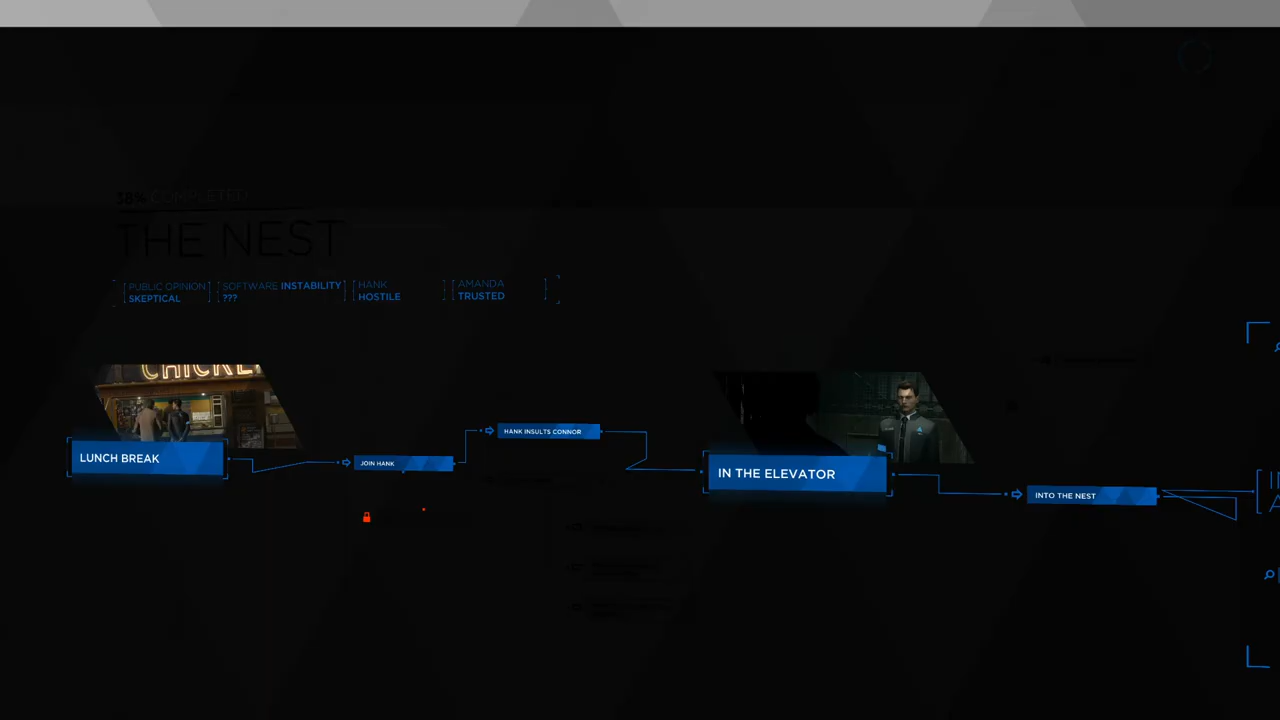 38% COMPLETED
THE NEST
PUBLIC OPINION
SKEPTICAL
SOFTWARE INSTABILITY
???
HANK
HOSTILE
AMANDA
TRUSTED
LUNCH BREAK
JOIN HANK
HANK INSULTS CONNOR
IN THE ELEVATOR
INTO THE NEST